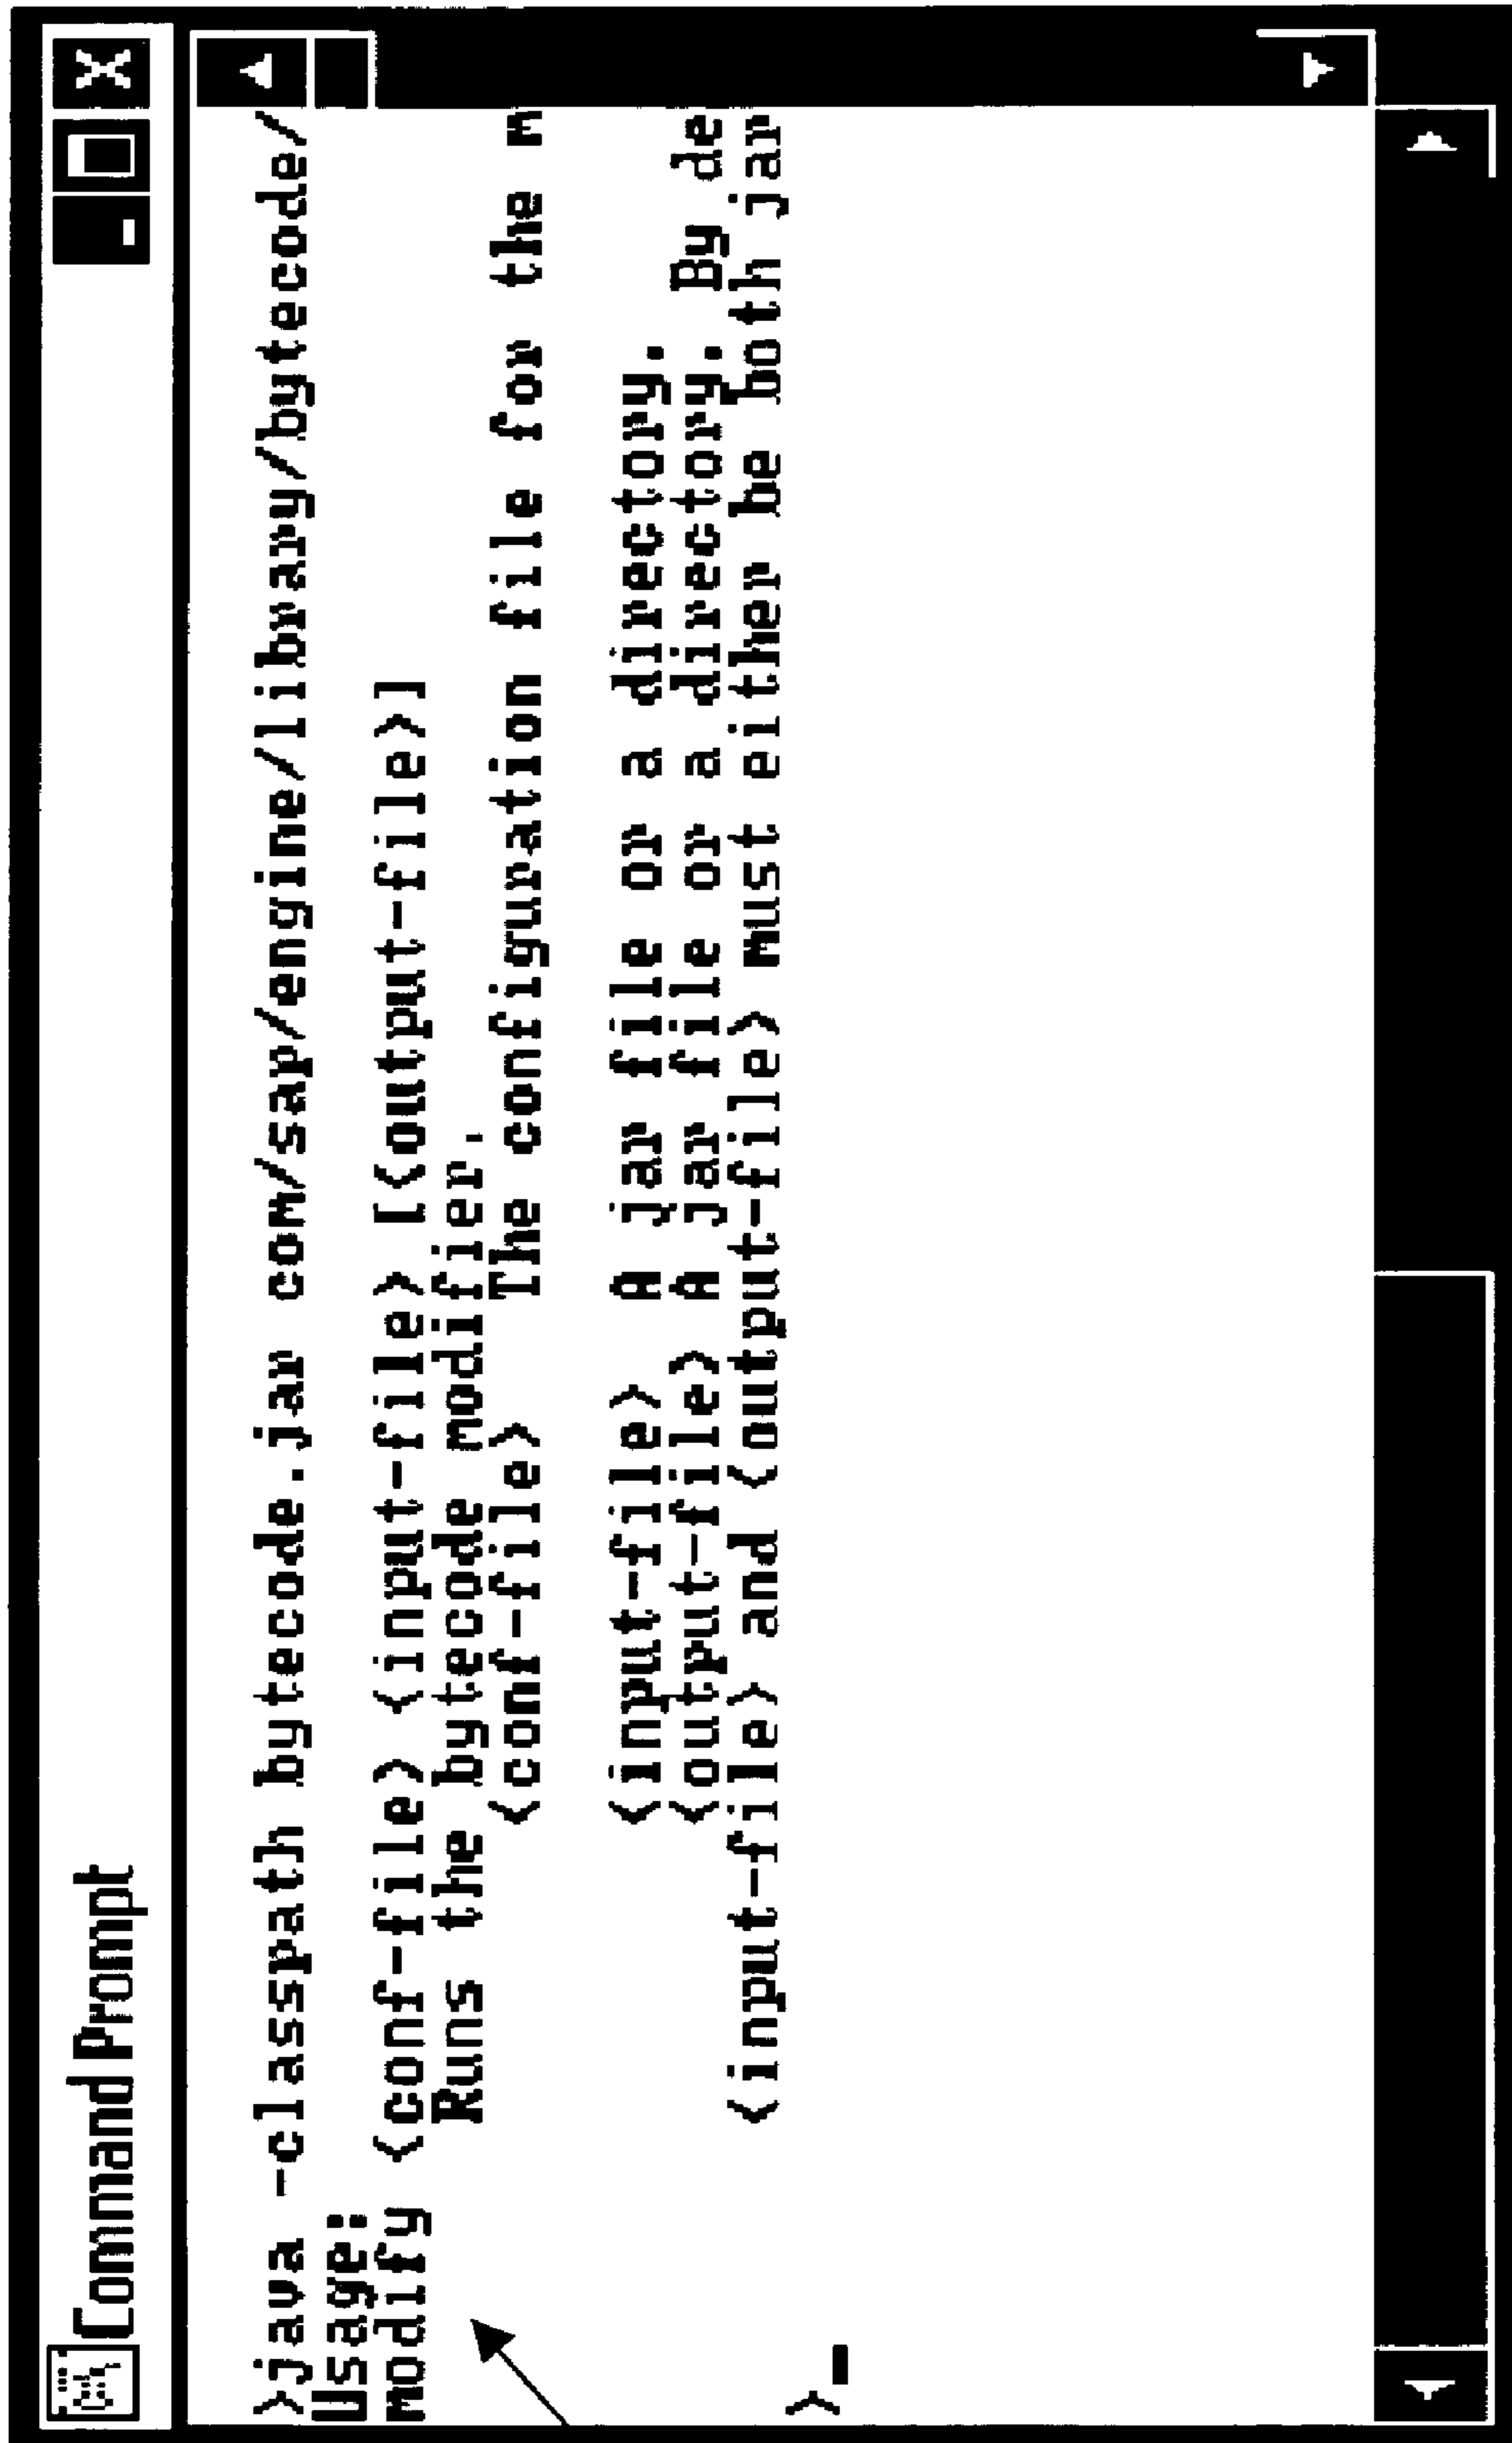 Command Prompt
>java -classpath bytecode.jar com/sap/engine/library/bytecode/
Usage:
modify <conf-file> <input-file> [<output-file>]
Runs the bytecode modifier.
<conf-file> The configuration file for the m
<input-file> A jar file or a directory.
<output-file> A jar file or a directory. By de
<input-file> and <output-file> must either be both jar
>_